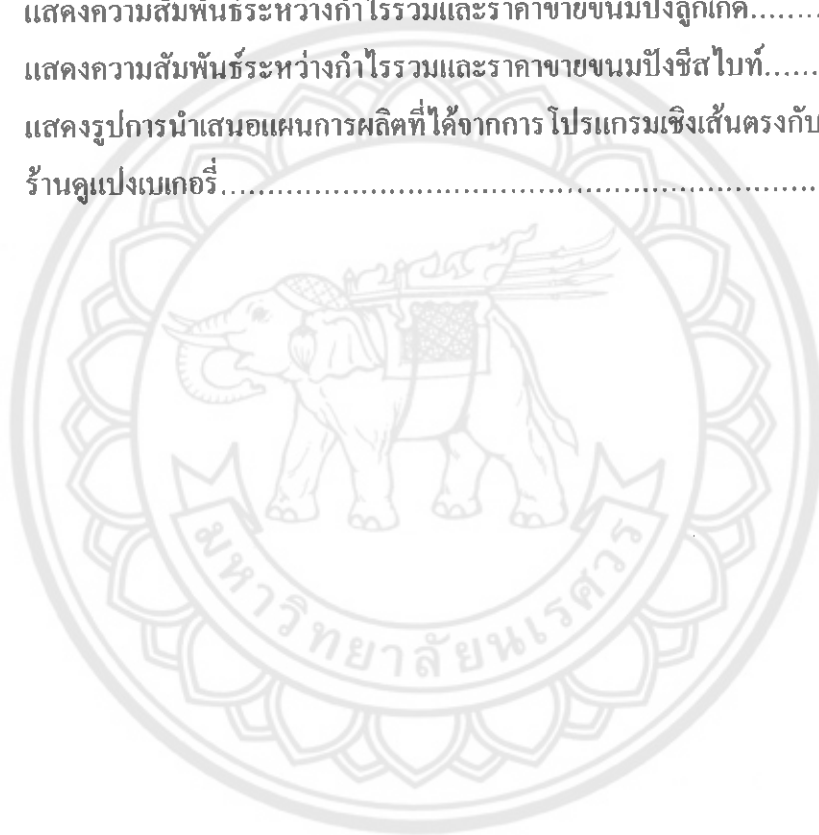 แสดงความสัมพันธ์ระหว่างกำไรรวมและราคาขายขนมปังลูกเกด........
แสดงความสัมพันธ์ระหว่างกำไรรวมและราคาขายขนมปังชีสไบท์......
แสดงรูปการนำเสนอแผนการผลิตที่ได้จากการโปรแกรมเชิงเส้นตรงกับ
ร้านดูแปงเบเกอรี่................................................................
มหาวิทยาลัยนเรศวร